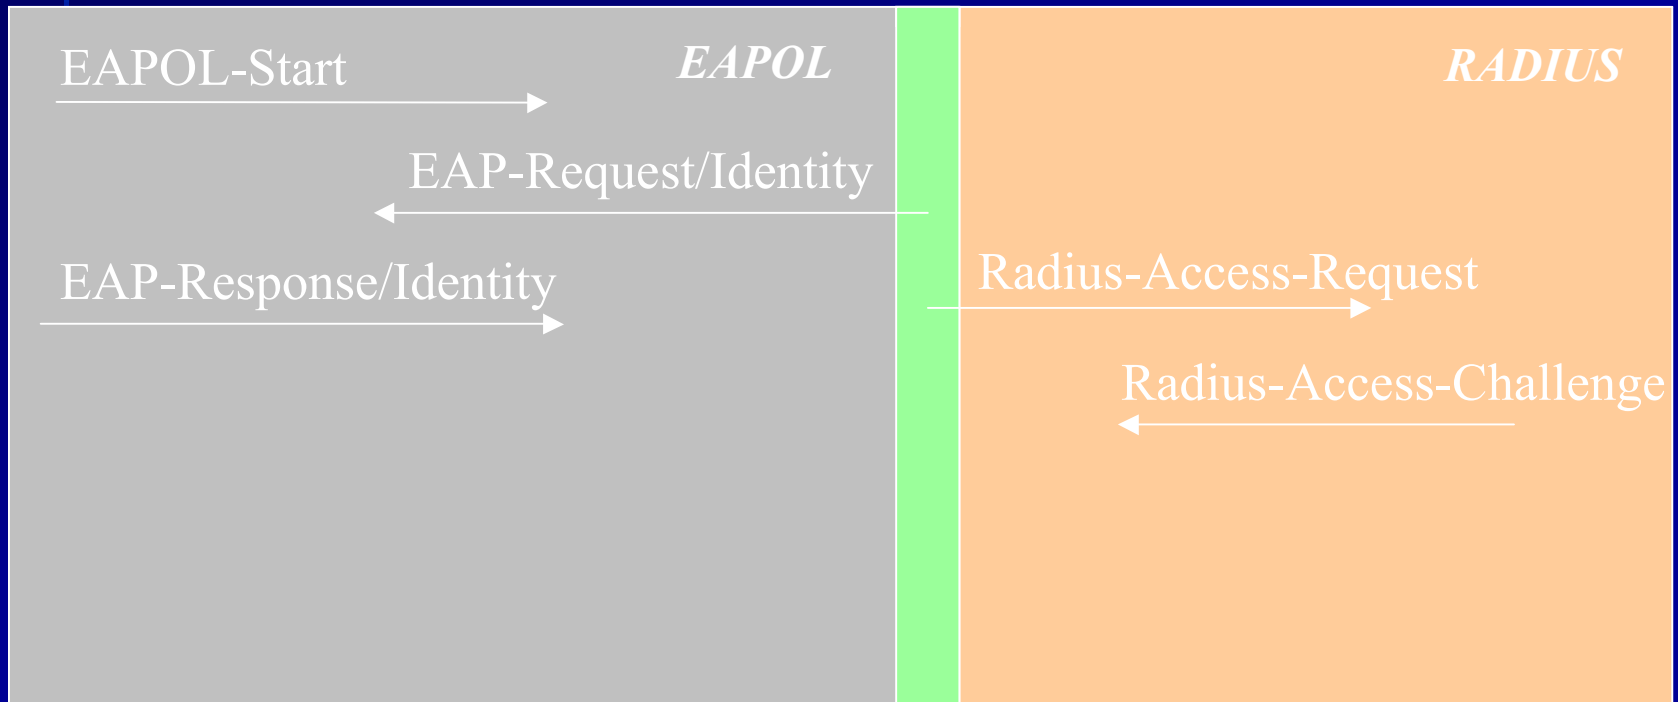 EAPOL-Start
EAPOL
RADIUS
EAP-Request/Identity
EAP-Response/Identity
Radius-Access-Request
Radius-Access-Challenge